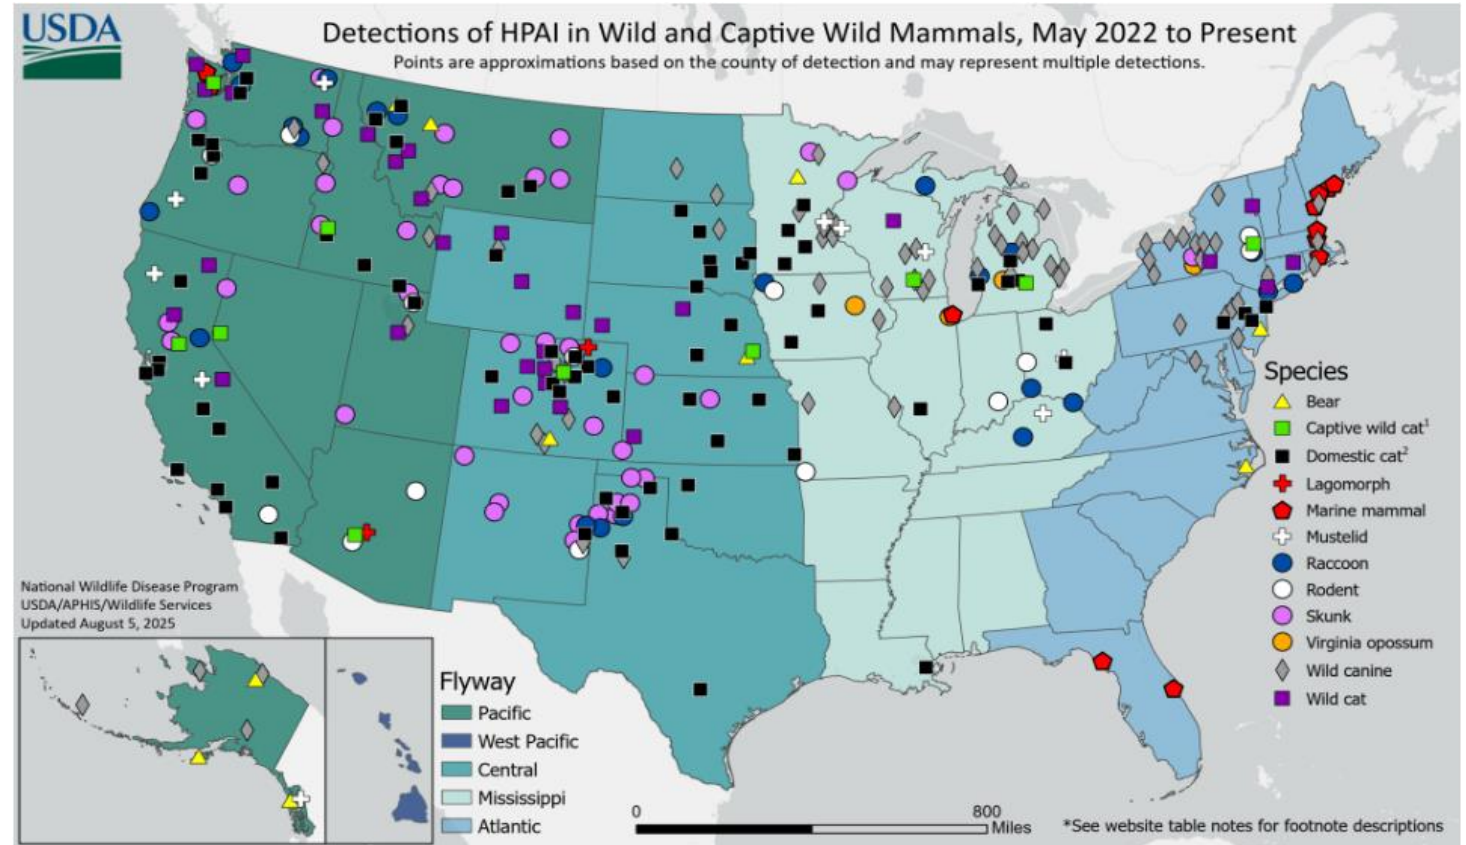 USDA
Detections of HPAI in Wild and Captive Wild Mammals, May 2022 to Present
Points are approximations based on the county of detection and may represent multiple detections.
Species
Bear
Captive wild cat¹
Domestic cat²
Lagomorph
Marine mammal
Mustelid
Raccoon
Rodent
Skunk
Virginia opossum
Wild canine
Wild cat
National Wildlife Disease Program
USDA/APHIS/Wildlife Services
Updated August 5, 2025
Flyway
Pacific
West Pacific
Central
Mississippi
Atlantic
0 800
Miles
*See website table notes for footnote descriptions